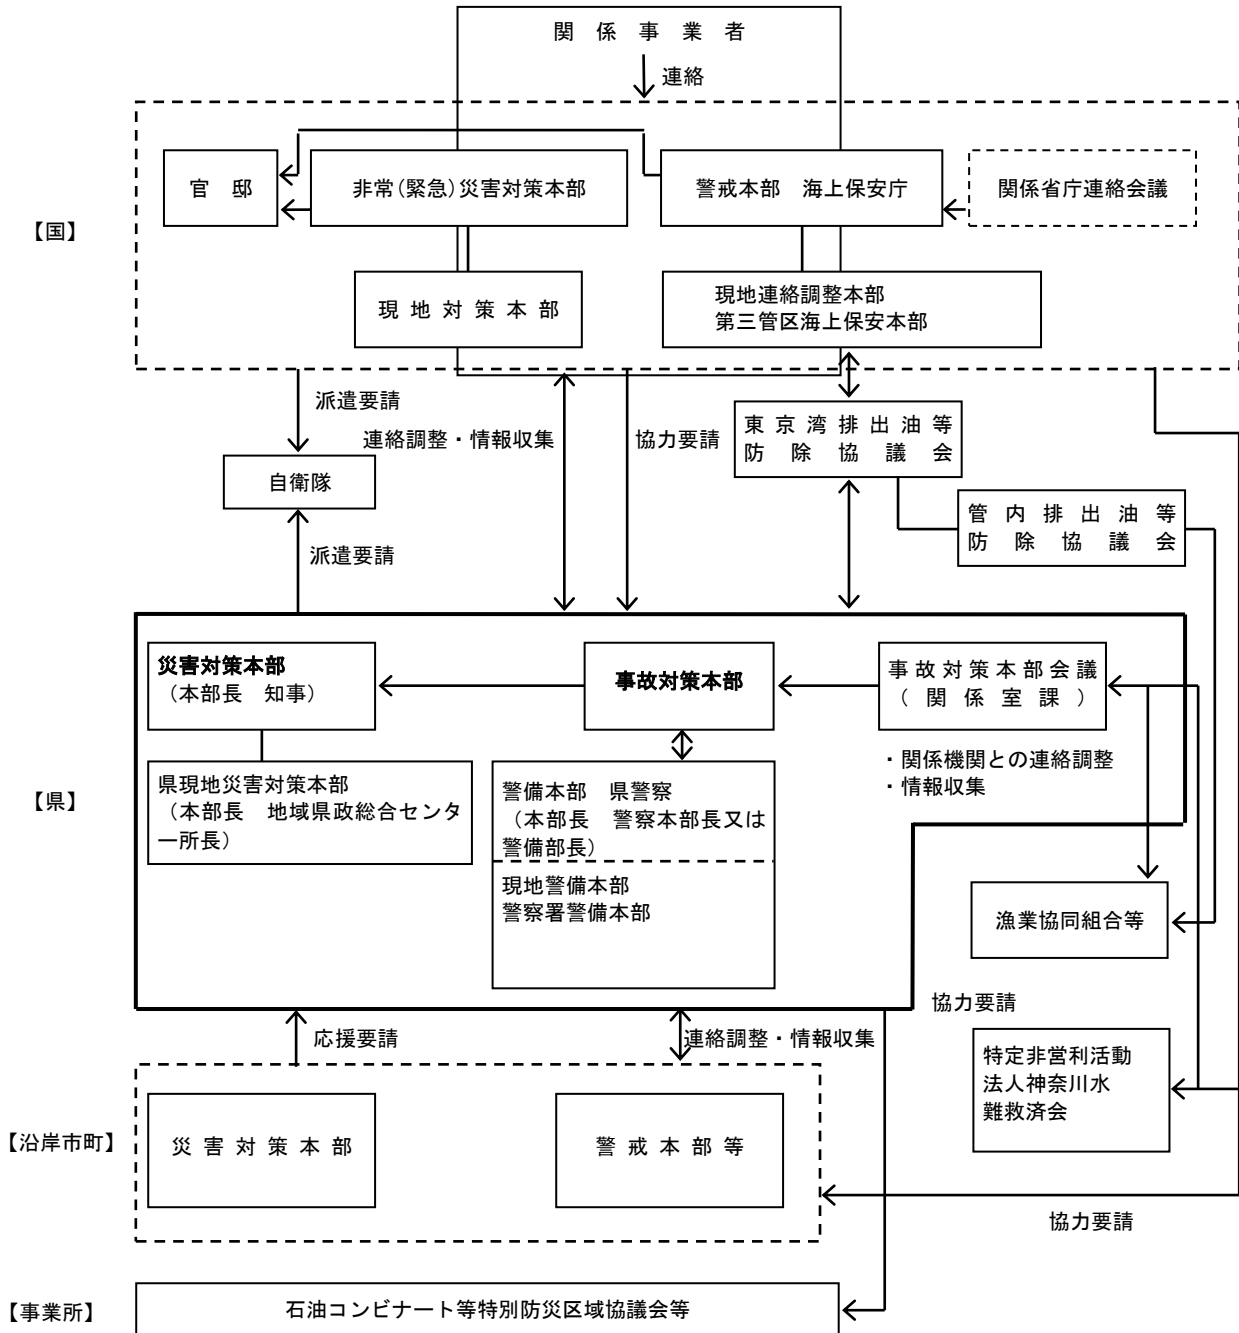 関係事業者
連絡
官邸
非常(緊急)災害対策本部
警戒本部　海上保安庁
関係省庁連絡会議
【国】
現地対策本部
現地連絡調整本部
第三管区海上保安本部
派遣要請
連絡調整・情報収集
協力要請
東京湾排出油等
防除協議会
自衛隊
管内排出油等
防除協議会
派遣要請
災害対策本部
（本部長　知事）
事故対策本部
事故対策本部会議
（関係室課）
・関係機関との連絡調整
・情報収集
【県】
県現地災害対策本部
（本部長　地域県政総合センタ
ー所長）
警備本部　県警察
（本部長　警察本部長又は
警備部長）
現地警備本部
警察署警備本部
漁業協同組合等
協力要請
応援要請
連絡調整・情報収集
特定非営利活動
法人神奈川水
難救済会
【沿岸市町】
災害対策本部
警戒本部等
協力要請
【事業所】
石油コンビナート等特別防災区域協議会等